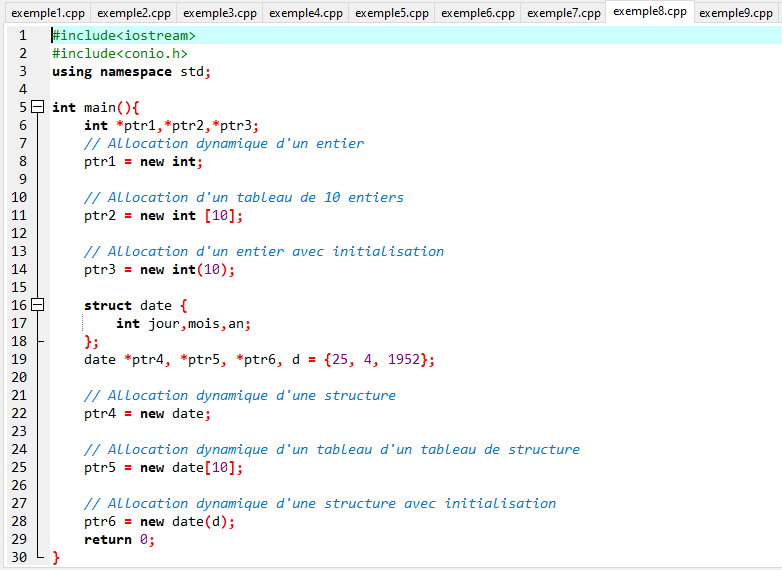 exemple1.cpp exemple2.cpp exemple3.cpp exemple4.cpp exemple5.cpp exemple6.cpp exemple7.cpp exemple8.cpp exemple9.cpp
1 #include<iostream>
2 #include<conio.h>
3 using namespace std;
4
5 int main(){
6 int *ptr1,*ptr2,*ptr3;
7 // Allocation dynamique d'un entier
8 ptr1 = new int;
9
10 // Allocation d'un tableau de 10 entiers
11 ptr2 = new int [10];
12
13 // Allocation d'un entier avec initialisation
14 ptr3 = new int(10);
15
16 struct date {
17 int jour,mois,an;
18 };
19 date *ptr4, *ptr5, *ptr6, d = {25, 4, 1952};
20
21 // Allocation dynamique d'une structure
22 ptr4 = new date;
23
24 // Allocation dynamique d'un tableau d'un tableau de structure
25 ptr5 = new date[10];
26
27 // Allocation dynamique d'une structure avec initialisation
28 ptr6 = new date(d);
29 return 0;
30 }